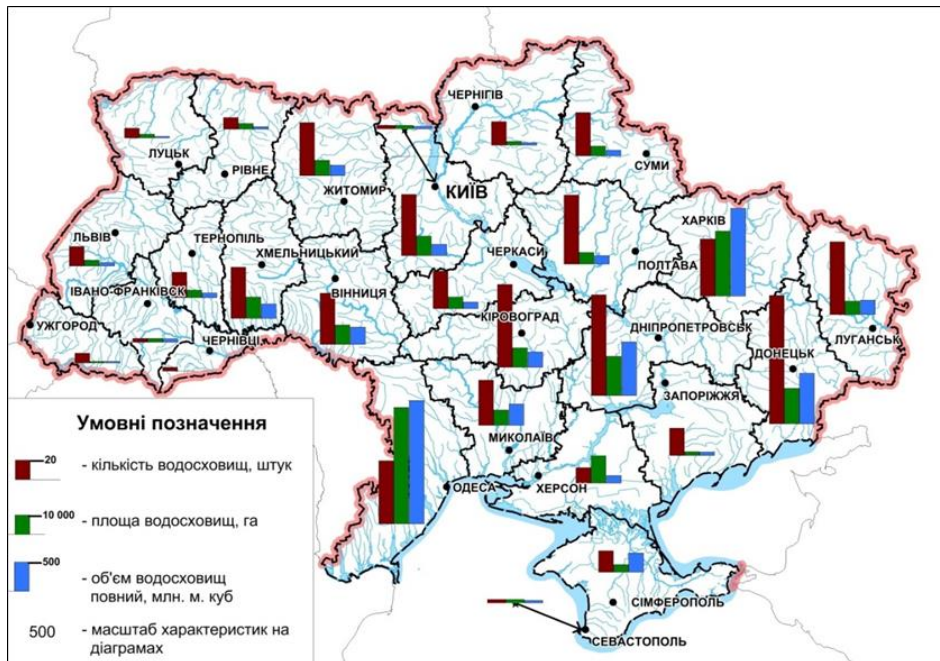 ЧЕРНІГІВ
ЛУЦЬК
РІВНЕ
СУМИ
ЖИТОМИР
КИЇВ
ХАРКІВ
ЛЬВІВ
ТЕРНОПІЛЬ
ХМЕЛЬНИЦЬКИЙ
ЧЕРКАСИ
ПОЛТАВА
ІВАНО-ФРАНКІВСК
ВІННИЦЯ
УЖГОРОД
КІРОВОГРАД
ДНІПРОПЕТРОВСЬК
ЛУГАНСЬК
ЧЕРНІВЦІ
ДОНЕЦЬК
ЗАПОРІЖЖЯ
МИКОЛАЇВ
ОДЕСА
ХЕРСОН
СІМФЕРОПОЛЬ
СЕВАСТОПОЛЬ
Умовні позначення
20
- кількість водосховищ, штук
10 000
- площа водосховищ, га
500
- об'єм водосховищ
повний, млн. м. куб
500 - масштаб характеристик на
діаграмах